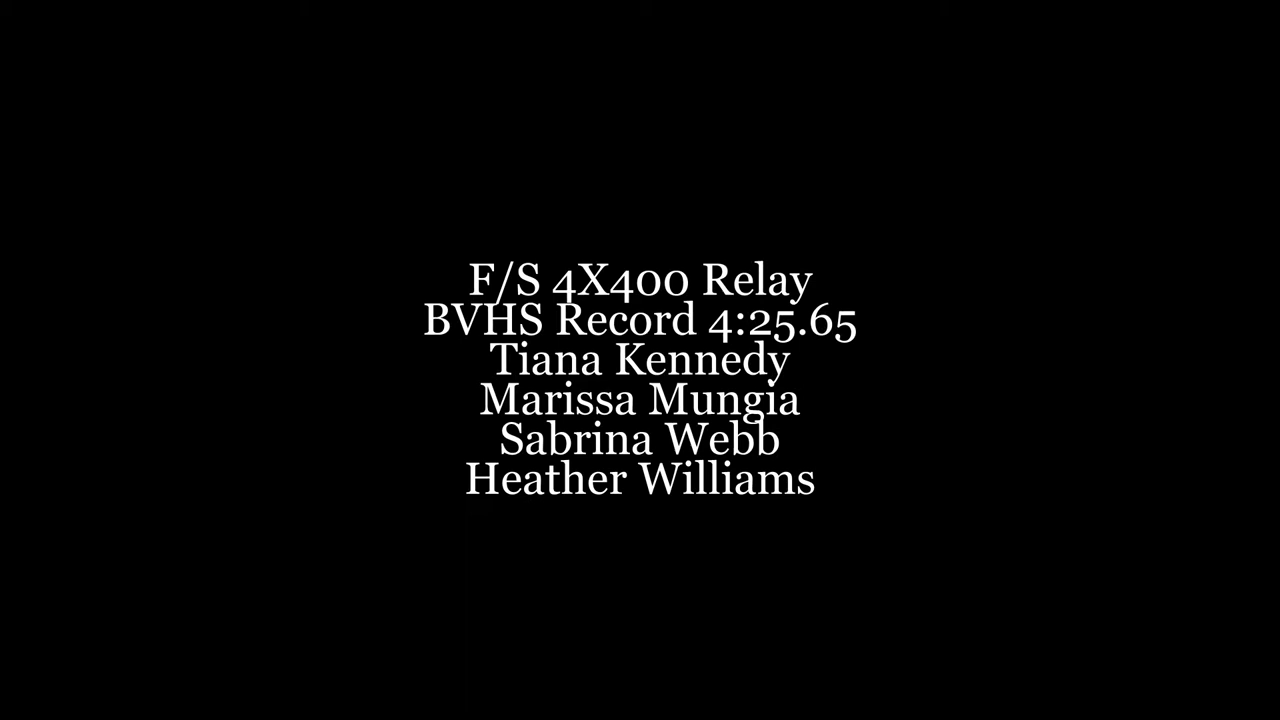 F/S 4X400 Relay
BVHS Record 4:25.65
Tiana Kennedy
Marissa Mungia
Sabrina Webb
Heather Williams